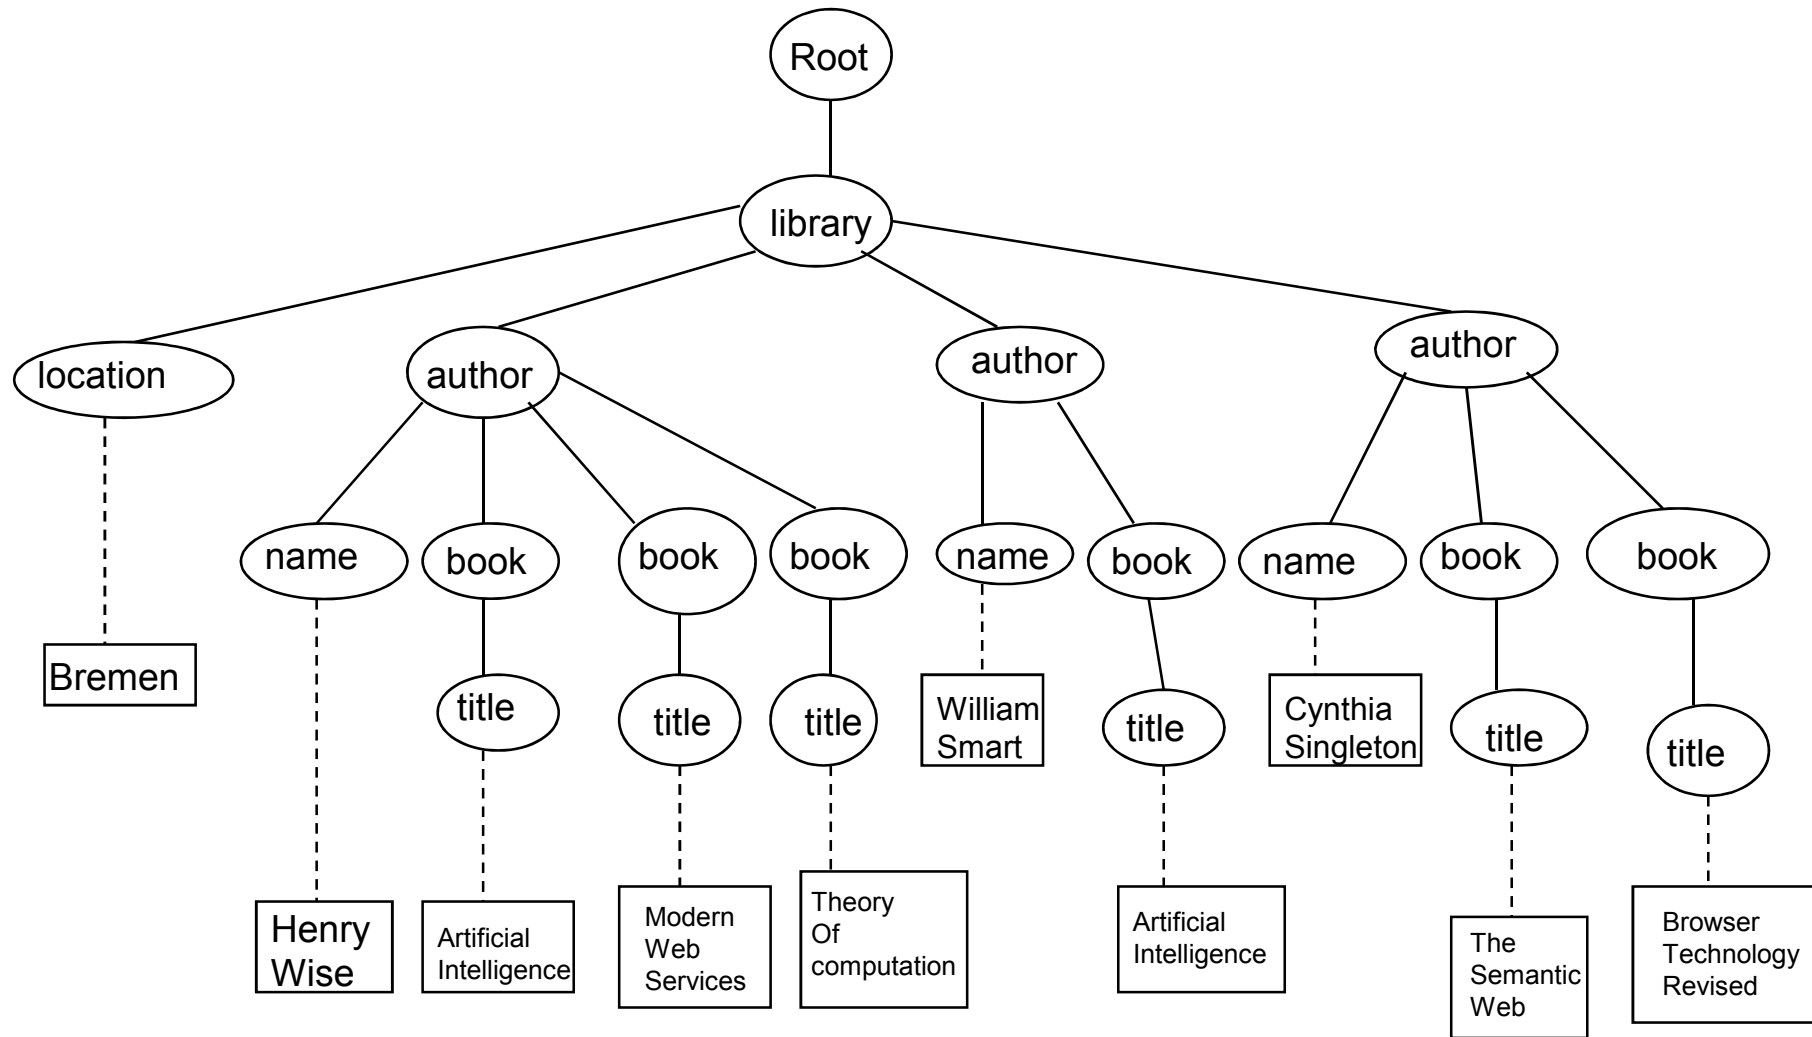 Root
library
location
author
author
author
name
book
book
book
name
book
name
book
book
Bremen
title
title
title
William
Smart
title
Cynthia
Singleton
title
title
Henry
Wise
Artificial
Intelligence
Modern
Web
Services
Theory
Of
computation
Artificial
Intelligence
The
Semantic
Web
Browser
Technology
Revised